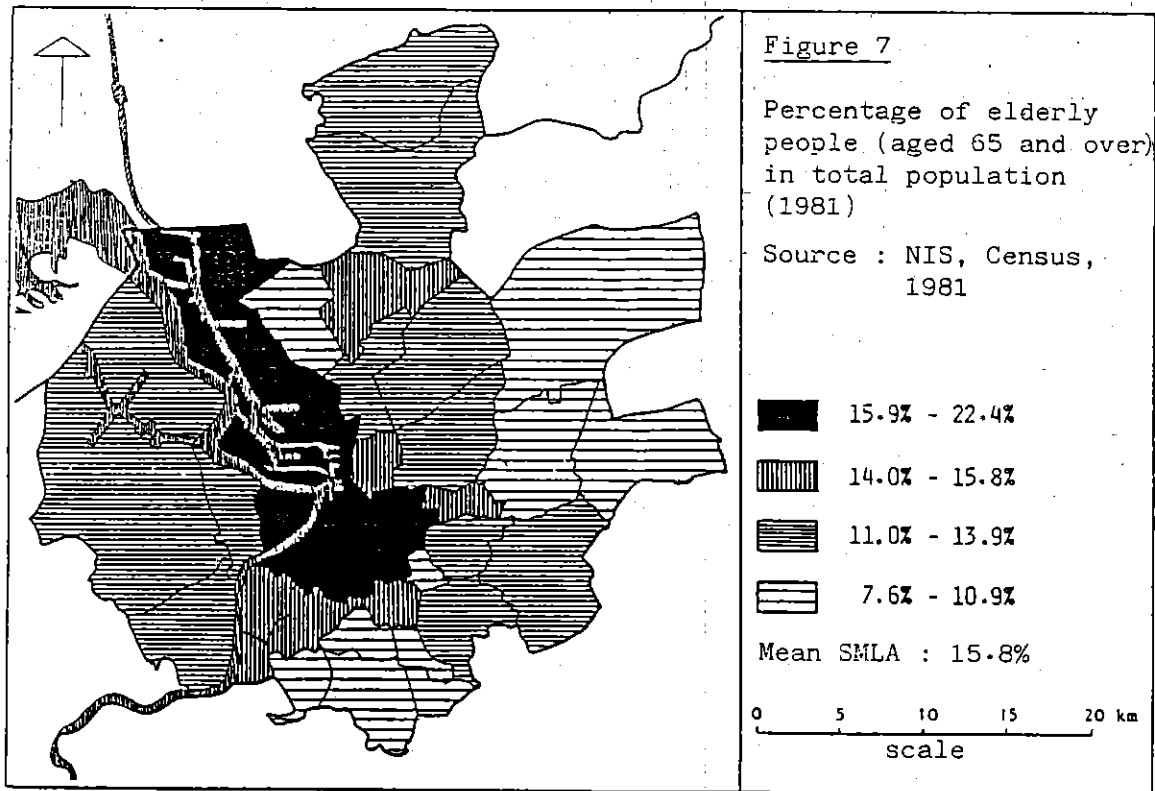 Figure 7
Percentage of elderly
people (aged 65 and over)
in total population
(1981)
Source : NIS, Census,
1981
15.9% - 22.4%
14.0% - 15.8%
11.0% - 13.9%
7.6% - 10.9%
Mean SMLA : 15.8%
0 5 10 15 20 km
scale